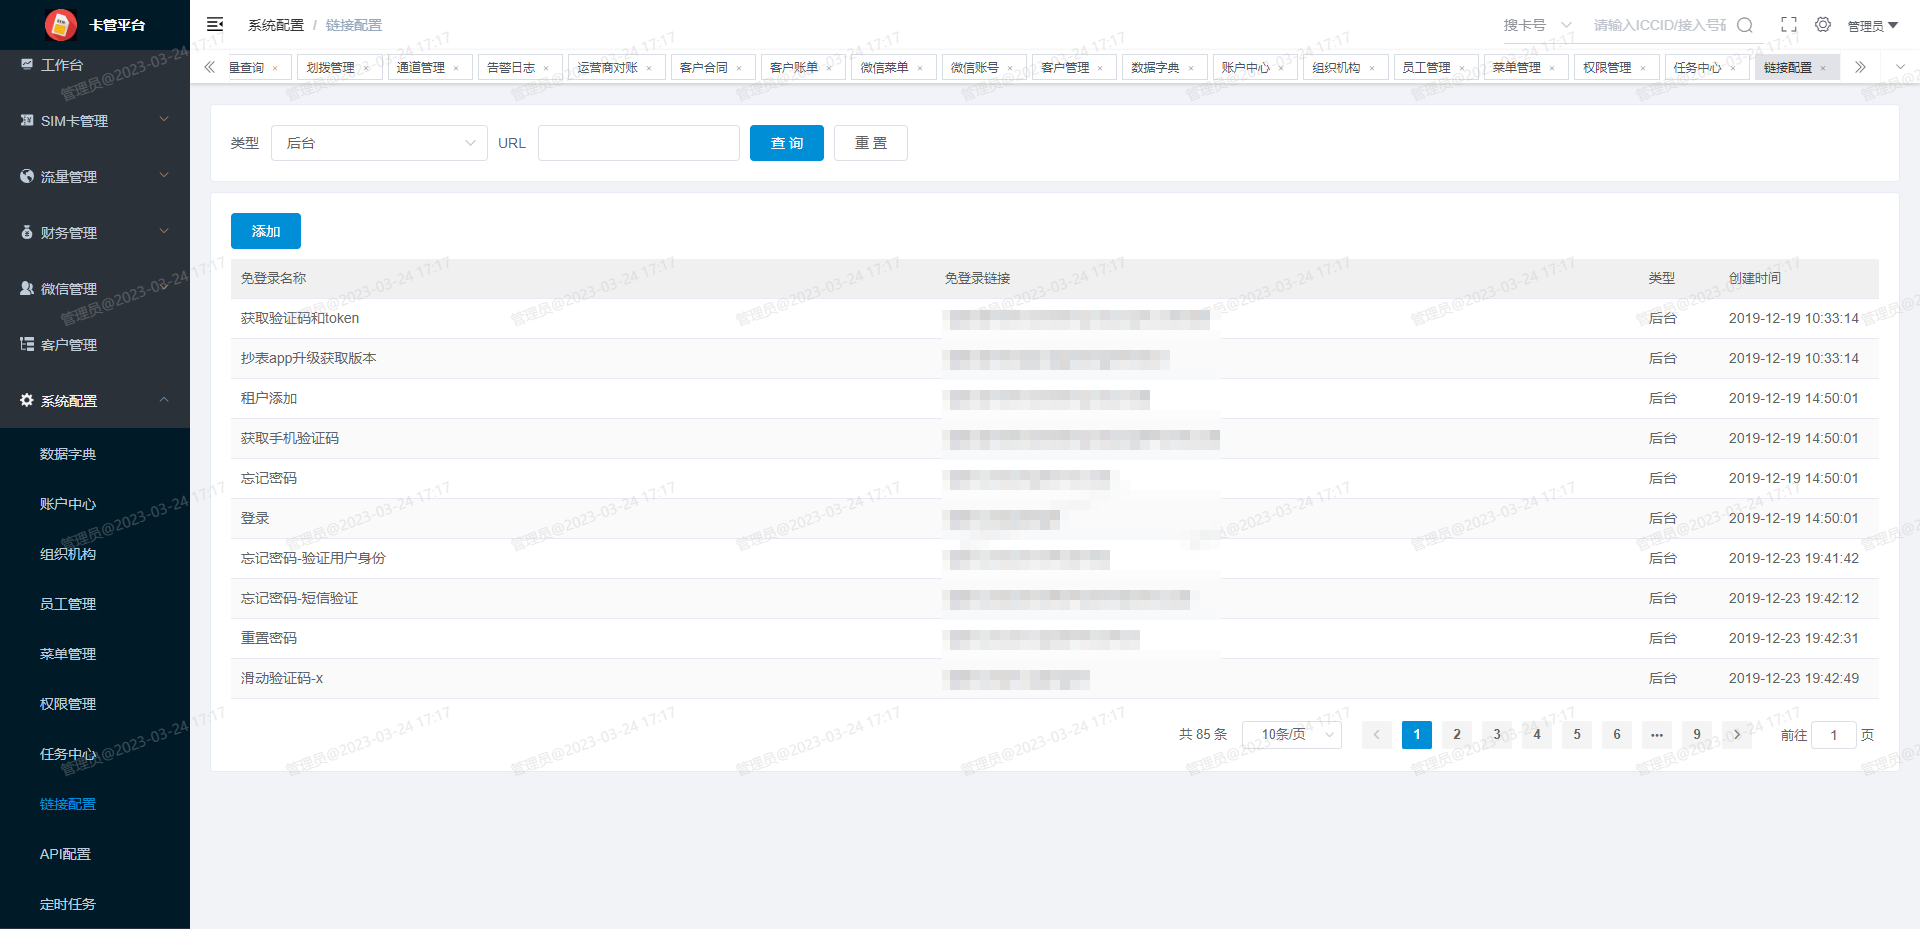 卡管平台
系统配置 / 链接配置
搜卡号
请输入ICCID/接入号码
管理员
量查询
划拨管理
通道管理
告警日志
运营商对账
客户合同
客户账单
微信菜单
微信账号
客户管理
数据字典
账户中心
组织机构
员工管理
菜单管理
权限管理
任务中心
链接配置
工作台
SIM卡管理
流量管理
财务管理
微信管理
客户管理
系统配置
数据字典
账户中心
组织机构
员工管理
菜单管理
权限管理
任务中心
链接配置
API配置
定时任务
类型 后台 URL 查询 重置
添加
免登录名称 免登录链接 类型 创建时间
获取验证码和token 后台 2019-12-19 10:33:14
抄表app升级获取版本 后台 2019-12-19 10:33:14
租户添加 后台 2019-12-19 14:50:01
获取手机验证码 后台 2019-12-19 14:50:01
忘记密码 后台 2019-12-19 14:50:01
登录 后台 2019-12-19 14:50:01
忘记密码-验证用户身份 后台 2019-12-23 19:41:42
忘记密码-短信验证 后台 2019-12-23 19:42:12
重置密码 后台 2019-12-23 19:42:31
滑动验证码-x 后台 2019-12-23 19:42:49
共 85 条 10条/页 1 2 3 4 5 6 ••• 9 前往 1 页
管理员@2023-03-24 17:17